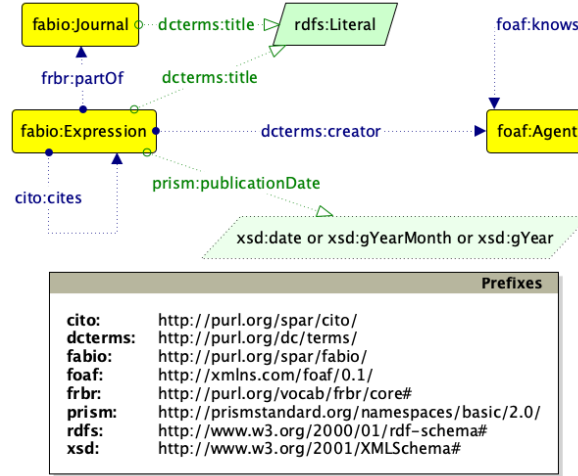 fabio:Journal
dcterms:title
rdfs:Literal
foaf:knows
frbr:partOf
dcterms:title
fabio:Expression
dcterms:creator
foaf:Agent
cito:cites
prism:publicationDate
xsd:date or xsd:gYearMonth or xsd:gYear
Prefixes
cito: http://purl.org/spar/cito/
dcterms: http://purl.org/dc/terms/
fabio: http://purl.org/spar/fabio/
foaf: http://xmlns.com/foaf/0.1/
frbr: http://purl.org/vocab/frbr/core#
prism: http://prismstandard.org/namespaces/basic/2.0/
rdfs: http://www.w3.org/2000/01/rdf-schema#
xsd: http://www.w3.org/2001/XMLSchema#